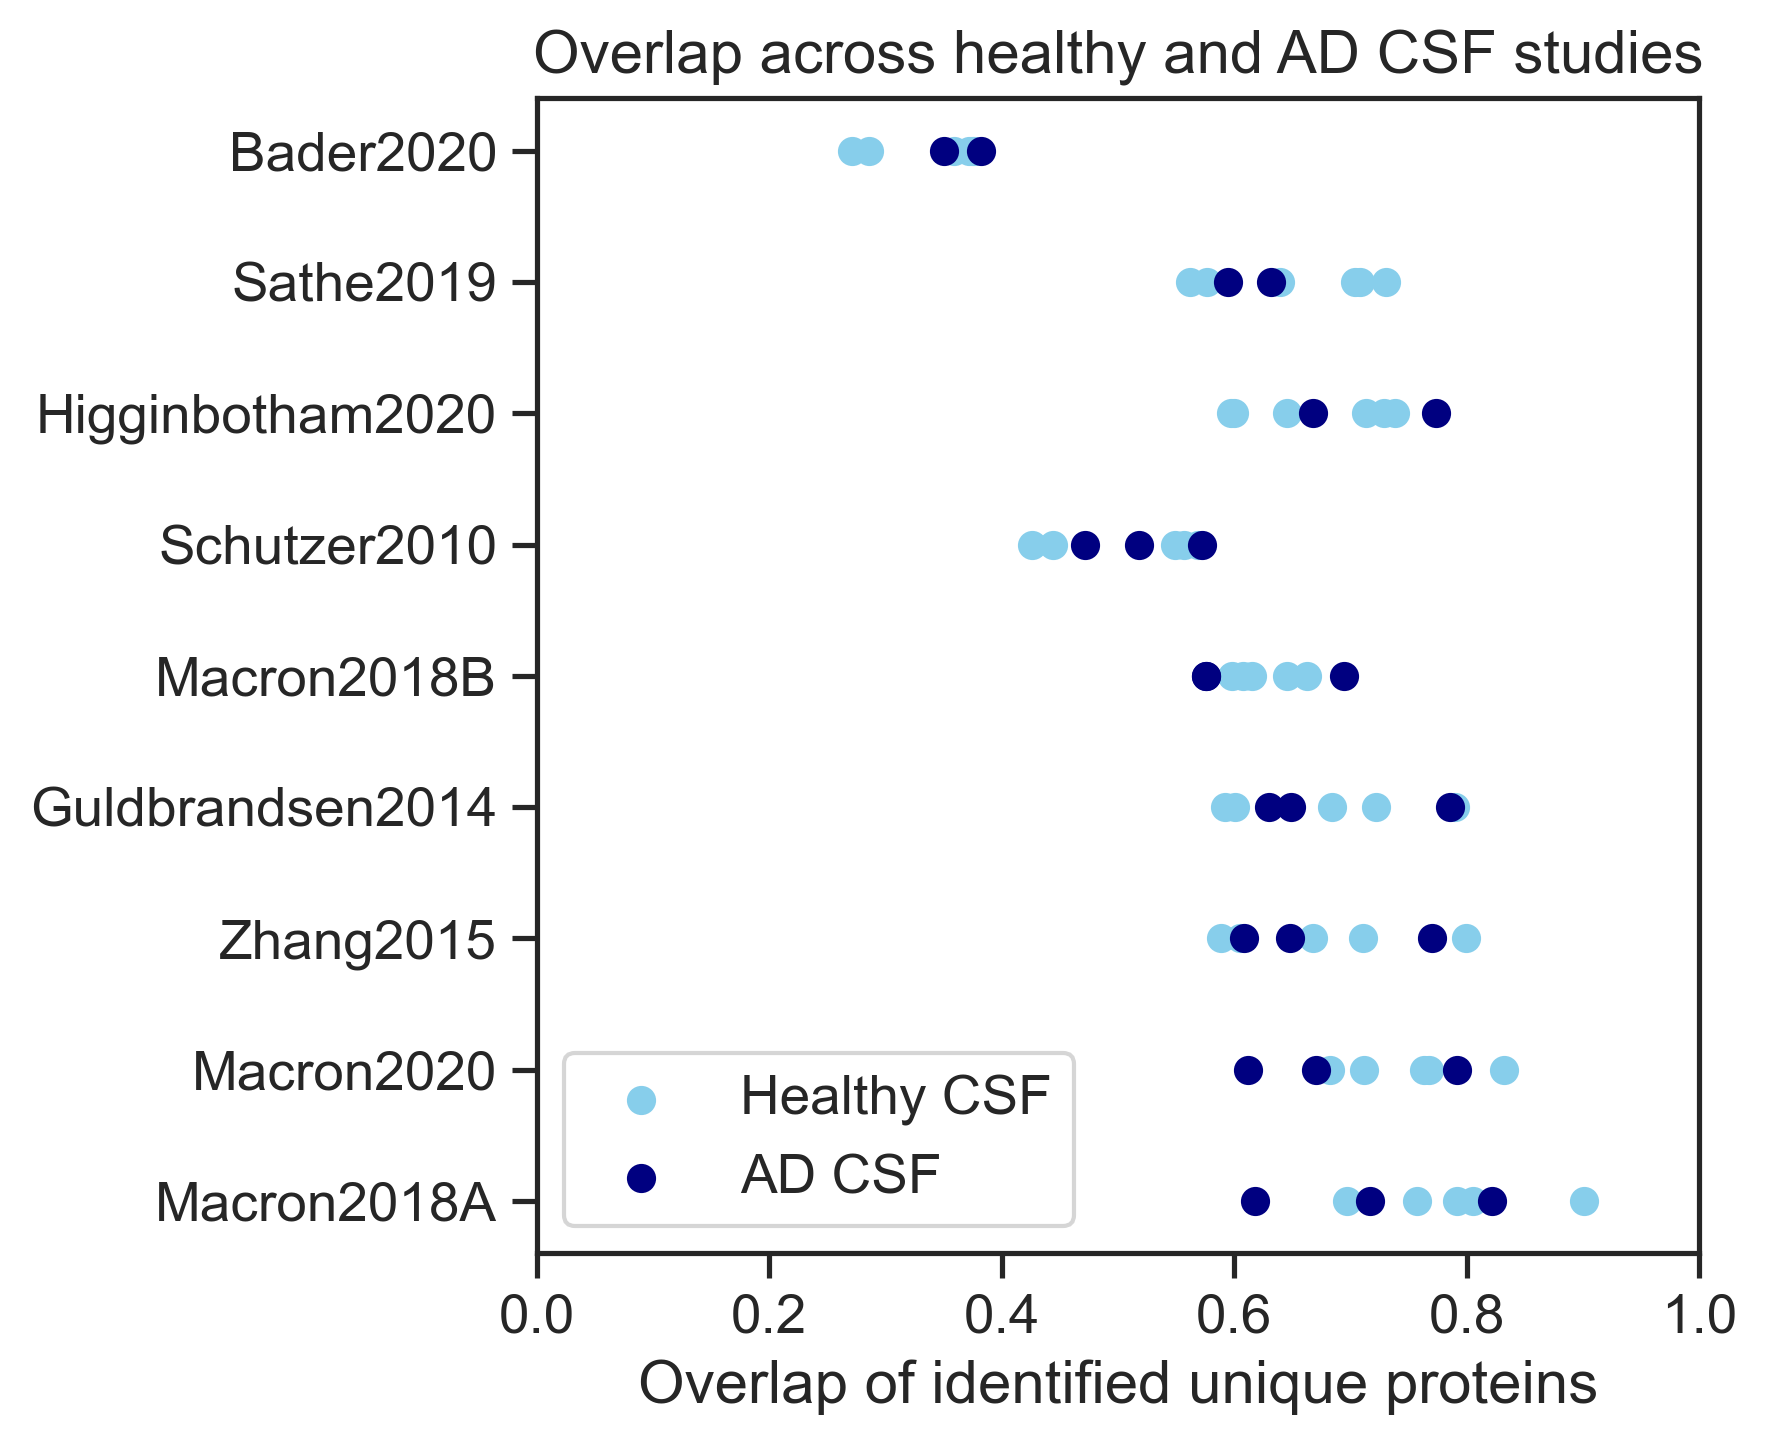 Overlap across healthy and AD CSF studies
Bader2020
Sathe2019
Higginbotham2020
Schutzer2010
Macron2018B
Guldbrandsen2014
Zhang2015
Macron2020
Macron2018A
Healthy CSF
AD CSF
0.0 0.2 0.4 0.6 0.8 1.0
Overlap of identified unique proteins